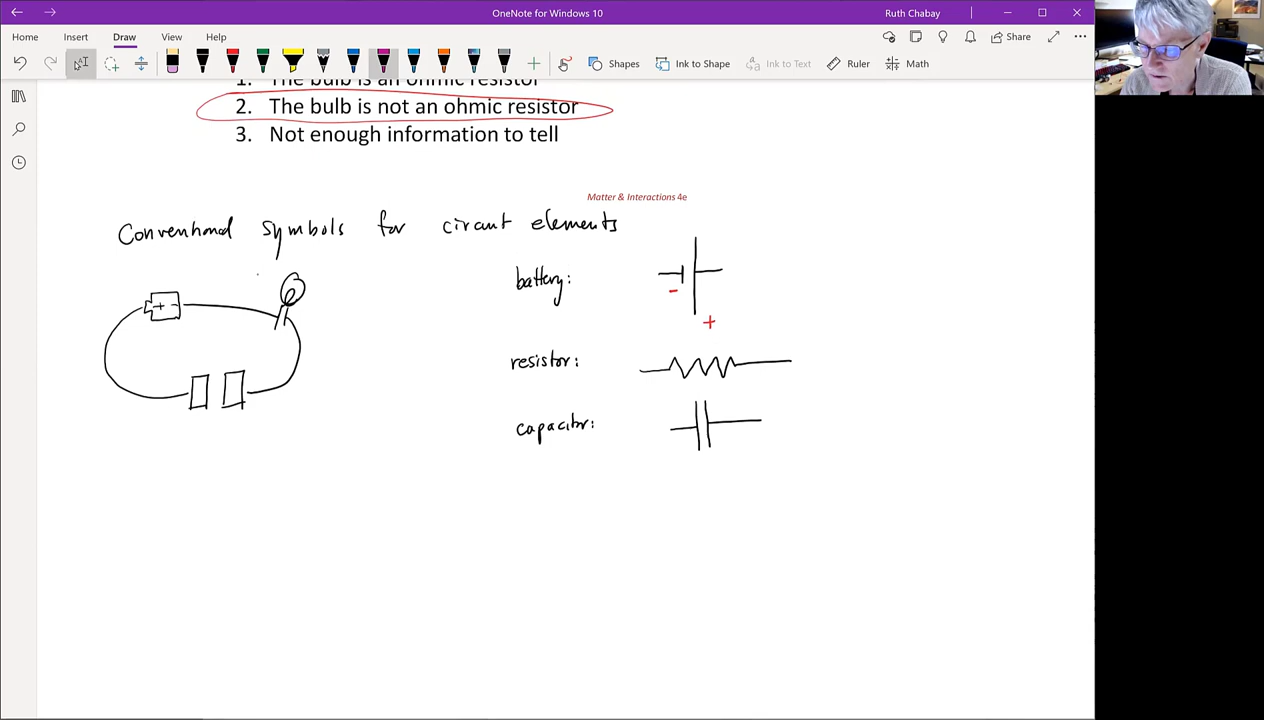 OneNote for Windows 10
Ruth Chabay
Home Insert Draw View Help
Share
Shapes Ink to Shape Ink to Text Ruler Math
1. The bulb is an ohmic resistor
2. The bulb is not an ohmic resistor
3. Not enough information to tell
Matter & Interactions 4e
Conventional symbols for circuit elements
battery:
-
+
+ -
resistor:
capacitor: